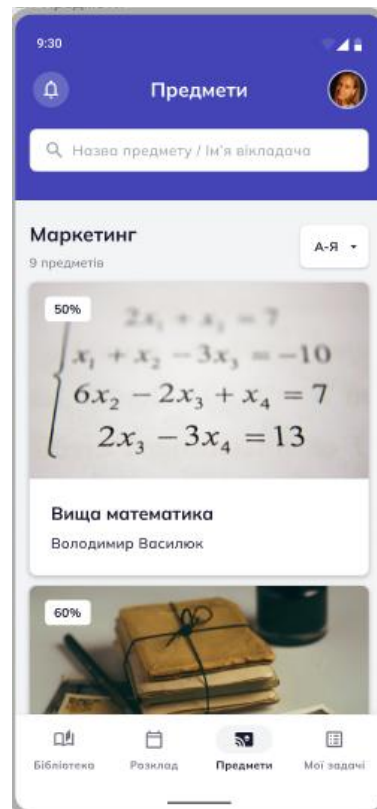 9:30
Предмети
Назва предмету / Ім'я вікладача
Маркетинг
9 предметів
А-Я
50%
2x₁ + x₂ = 7
x₁ + x₂ − 3x₃ = −10
6x₂ − 2x₃ + x₄ = 7
2x₃ − 3x₄ = 13
Вища математика
Володимир Василюк
60%
Бібліотека
Розклад
Предмети
Мої задачі